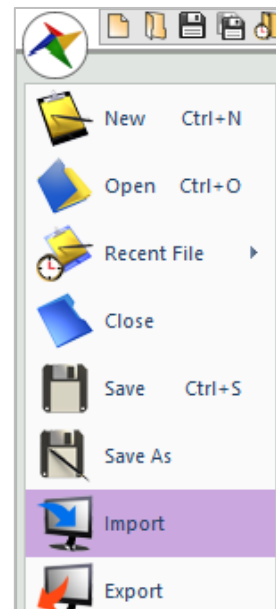 New Ctrl+N
Open Ctrl+O
Recent File
Close
Save Ctrl+S
Save As
Import
Export